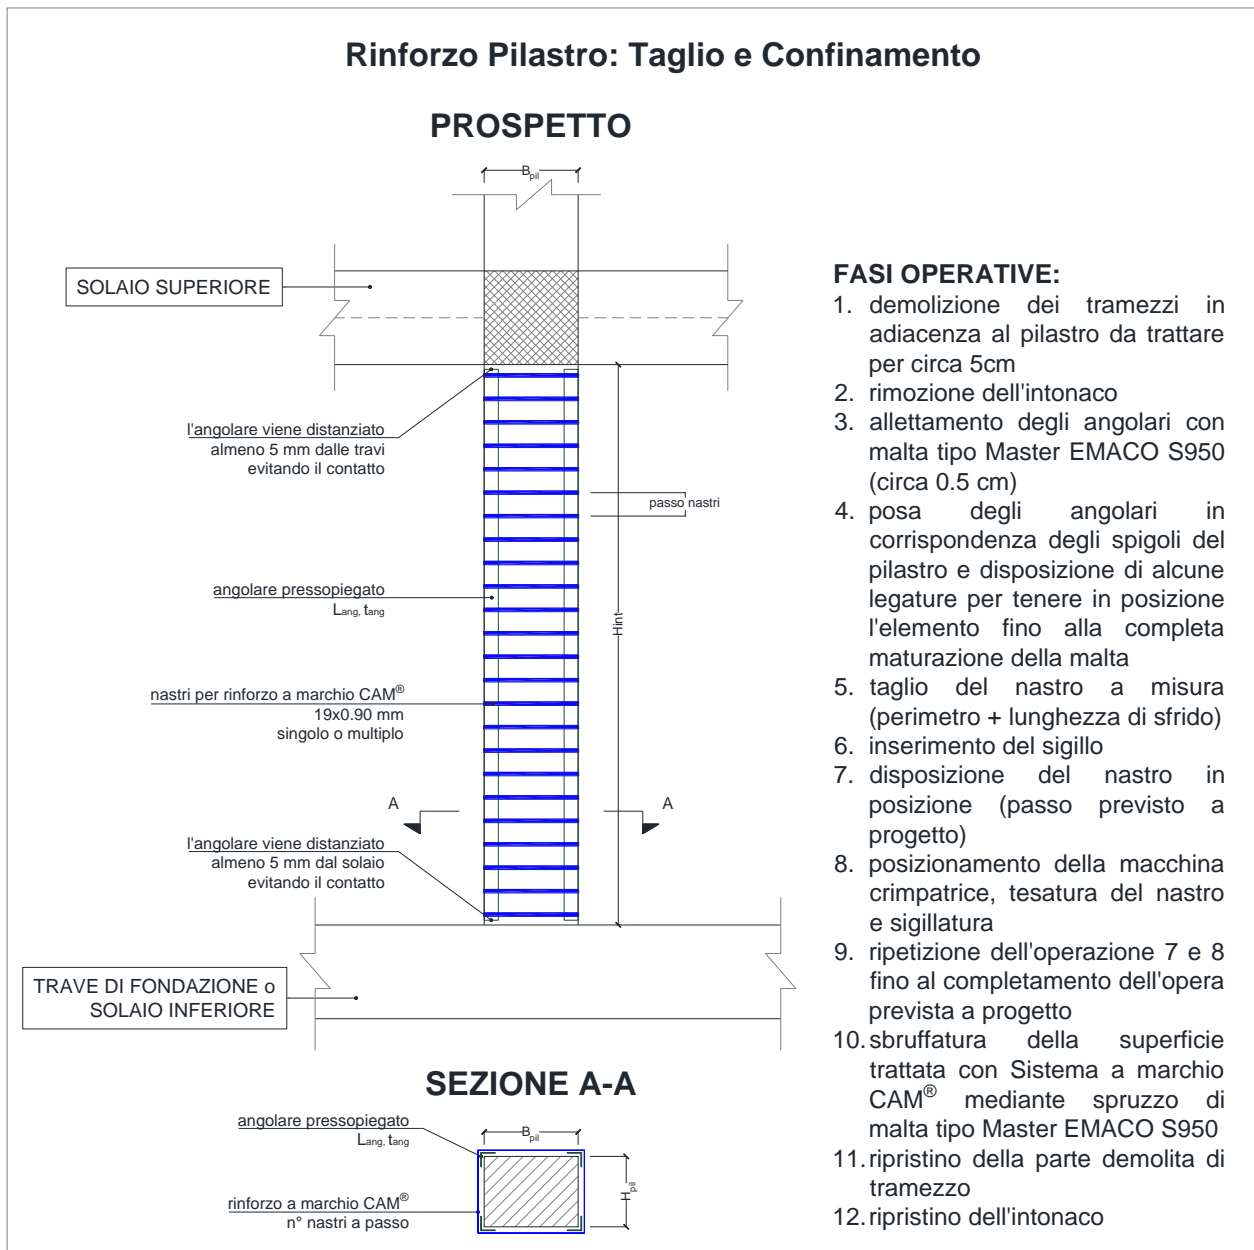 Rinforzo Pilastro: Taglio e Confinamento
PROSPETTO
Bpil
SOLAIO SUPERIORE
l'angolare viene distanziato
almeno 5 mm dalle travi
evitando il contatto
passo nastri
angolare pressopiegato
Lang, tang
Hint
nastri per rinforzo a marchio CAM®
19x0.90 mm
singolo o multiplo
A
A
l'angolare viene distanziato
almeno 5 mm dal solaio
evitando il contatto
TRAVE DI FONDAZIONE o
SOLAIO INFERIORE
SEZIONE A-A
angolare pressopiegato
Lang, tang
Bpil
Hpil
rinforzo a marchio CAM®
n° nastri a passo
FASI OPERATIVE:
1. demolizione dei tramezzi in
adiacenza al pilastro da trattare
per circa 5cm
2. rimozione dell'intonaco
3. allettamento degli angolari con
malta tipo Master EMACO S950
(circa 0.5 cm)
4. posa degli angolari in
corrispondenza degli spigoli del
pilastro e disposizione di alcune
legature per tenere in posizione
l'elemento fino alla completa
maturazione della malta
5. taglio del nastro a misura
(perimetro + lunghezza di sfrido)
6. inserimento del sigillo
7. disposizione del nastro in
posizione (passo previsto a
progetto)
8. posizionamento della macchina
crimpatrice, tesatura del nastro
e sigillatura
9. ripetizione dell'operazione 7 e 8
fino al completamento dell'opera
prevista a progetto
10. sbruffatura della superficie
trattata con Sistema a marchio
CAM® mediante spruzzo di
malta tipo Master EMACO S950
11. ripristino della parte demolita di
tramezzo
12. ripristino dell'intonaco